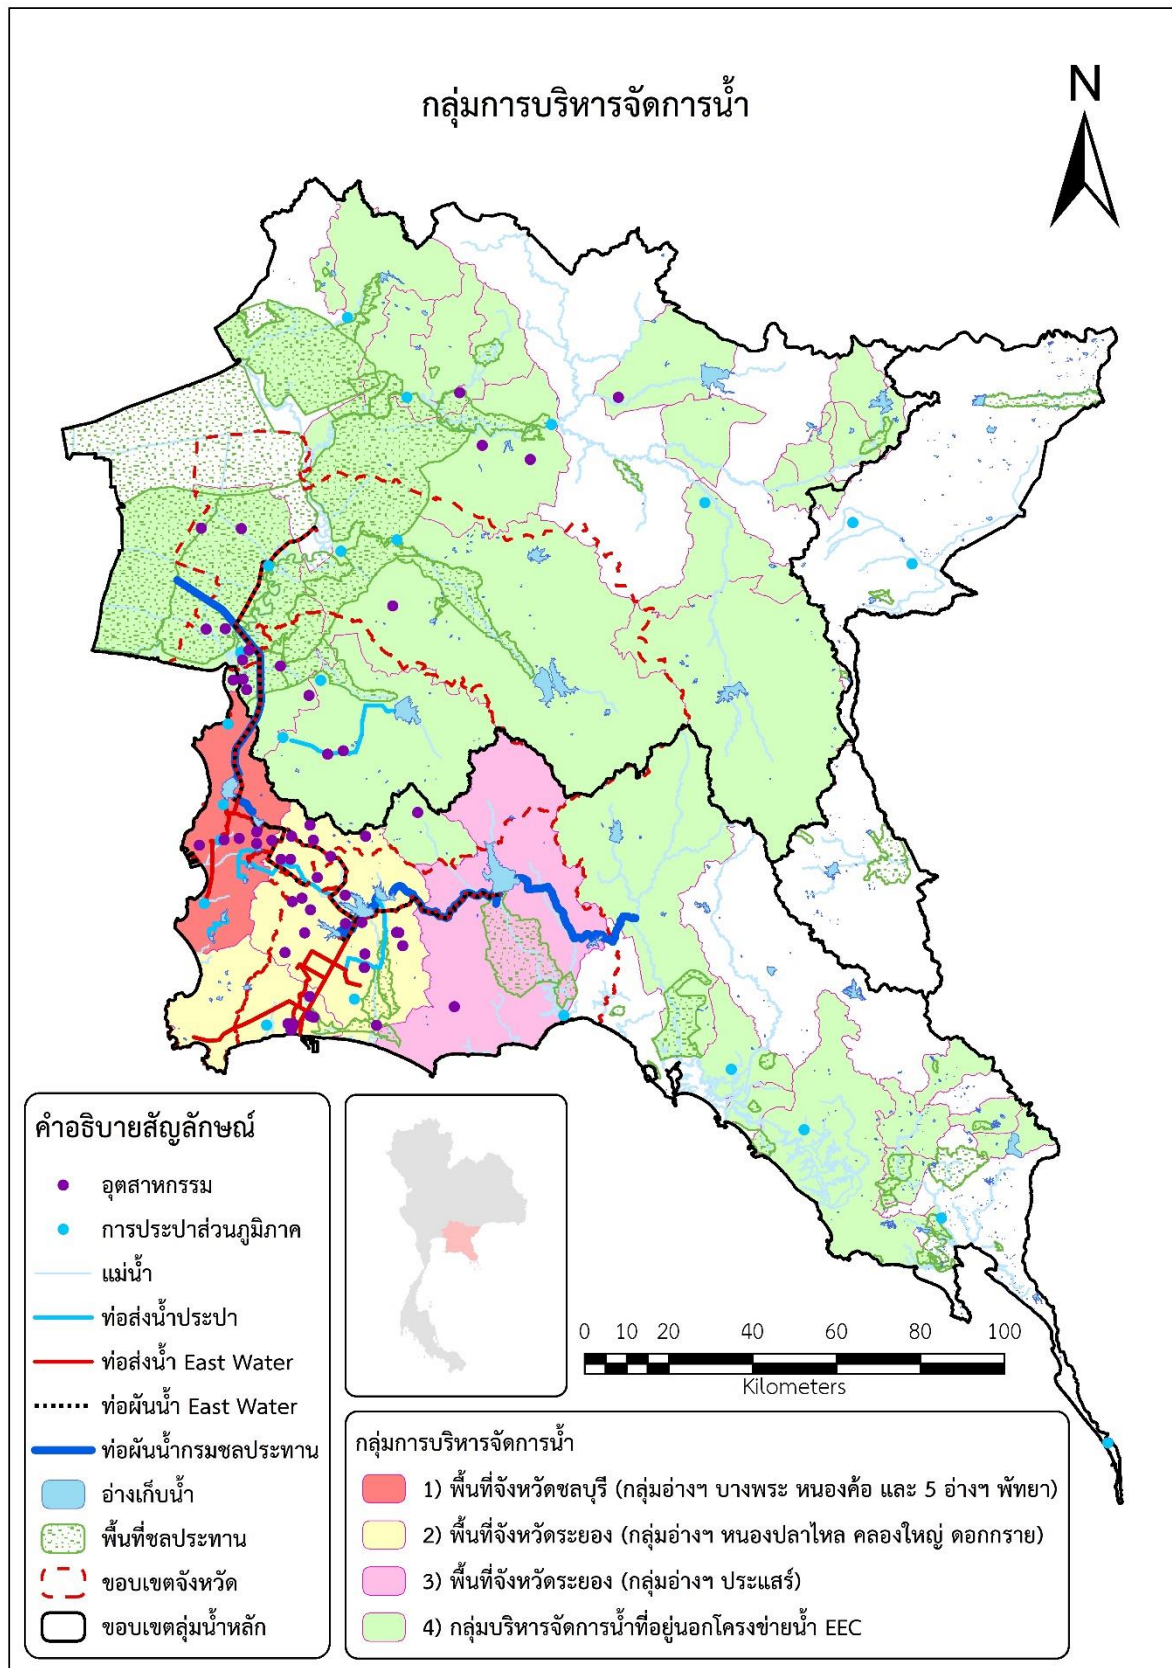 กลุ่มการบริหารจัดการน้ำ
N
คำอธิบายสัญลักษณ์
อุตสาหกรรม
การประปาส่วนภูมิภาค
แม่น้ำ
ท่อส่งน้ำประปา
ท่อส่งน้ำ East Water
ท่อผันน้ำ East Water
ท่อผันน้ำกรมชลประทาน
อ่างเก็บน้ำ
พื้นที่ชลประทาน
ขอบเขตจังหวัด
ขอบเขตลุ่มน้ำหลัก
0 10 20 40 60 80 100
Kilometers
กลุ่มการบริหารจัดการน้ำ
1) พื้นที่จังหวัดชลบุรี (กลุ่มอ่างฯ บางพระ หนองค้อ และ 5 อ่างฯ พัทยา)
2) พื้นที่จังหวัดระยอง (กลุ่มอ่างฯ หนองปลาไหล คลองใหญ่ ดอกกราย)
3) พื้นที่จังหวัดระยอง (กลุ่มอ่างฯ ประแสร์)
4) กลุ่มบริหารจัดการน้ำที่อยู่นอกโครงข่ายน้ำ EEC